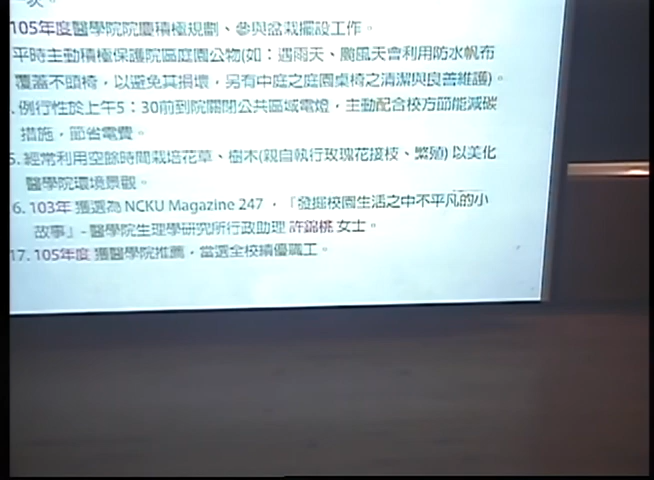 次。
105年度醫學院院慶積極規劃、參與盆栽擺設工作。
平時主動積極保護院區庭園公物(如：遇雨天、颱風天會利用防水帆布
覆蓋木頭椅，以避免其損壞，另有中庭之庭園桌椅之清潔與良善維護)。
. 例行性於上午5：30前到院關閉公共區域電燈，主動配合校方節能減碳
措施，節省電費。
5. 經常利用空餘時間栽培花草、樹木(親自執行玫瑰花接枝、繁殖) 以美化
醫學院環境景觀。
6. 103年 獲選為 NCKU Magazine 247 ，「發掘校園生活之中不平凡的小
故事」- 醫學院生理學研究所行政助理 許錦桃 女士。
17. 105年度 獲醫學院推薦，當選全校績優職工。